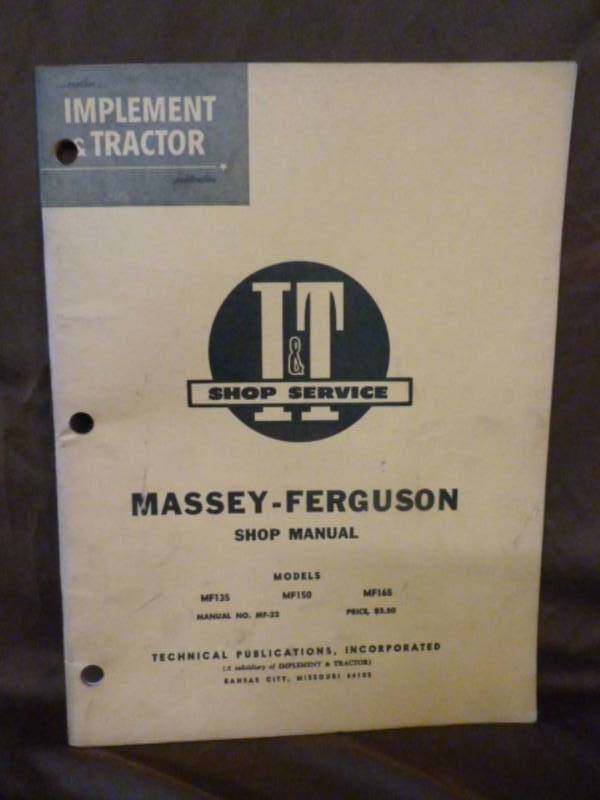 IMPLEMENT
& TRACTOR
publication
I&T
SHOP SERVICE
MASSEY-FERGUSON
SHOP MANUAL
MODELS
MF135 MF150 MF165
MANUAL NO. MF-22 PRICE, $3.50
TECHNICAL PUBLICATIONS, INCORPORATED
(A subsidiary of IMPLEMENT & TRACTOR)
KANSAS CITY, MISSOURI 64105